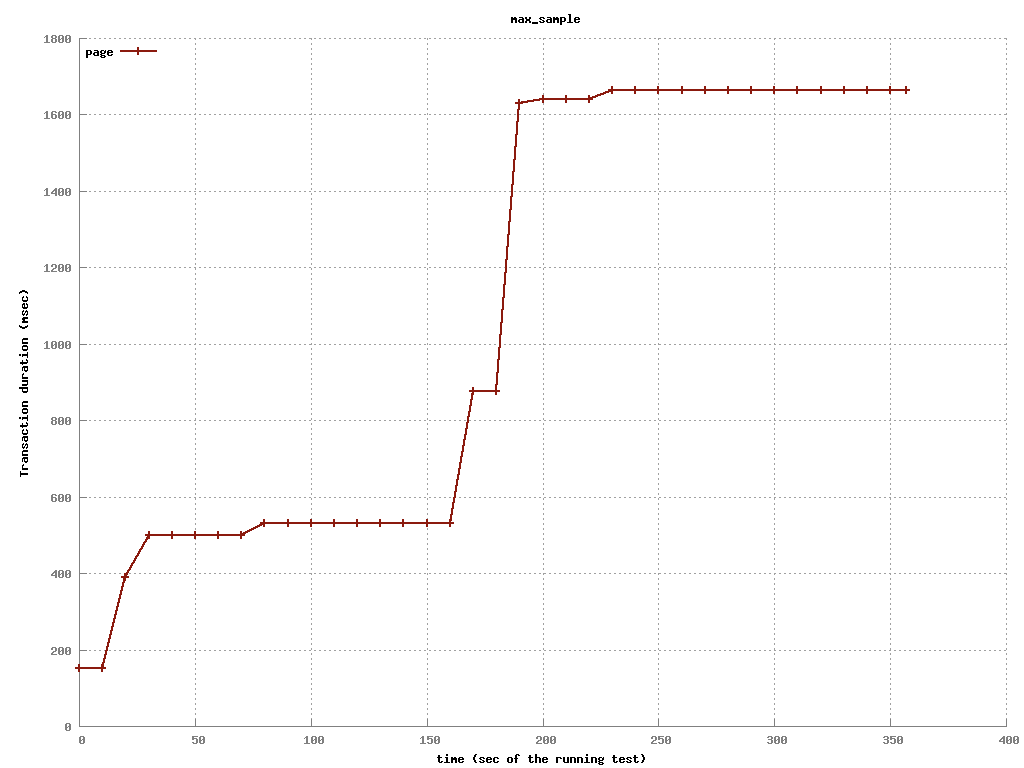 max_sample
1800
page
1600
1400
1200
1000
800
600
400
200
0
Transaction duration (msec)
0 50 100 150 200 250 300 350 400
time (sec of the running test)